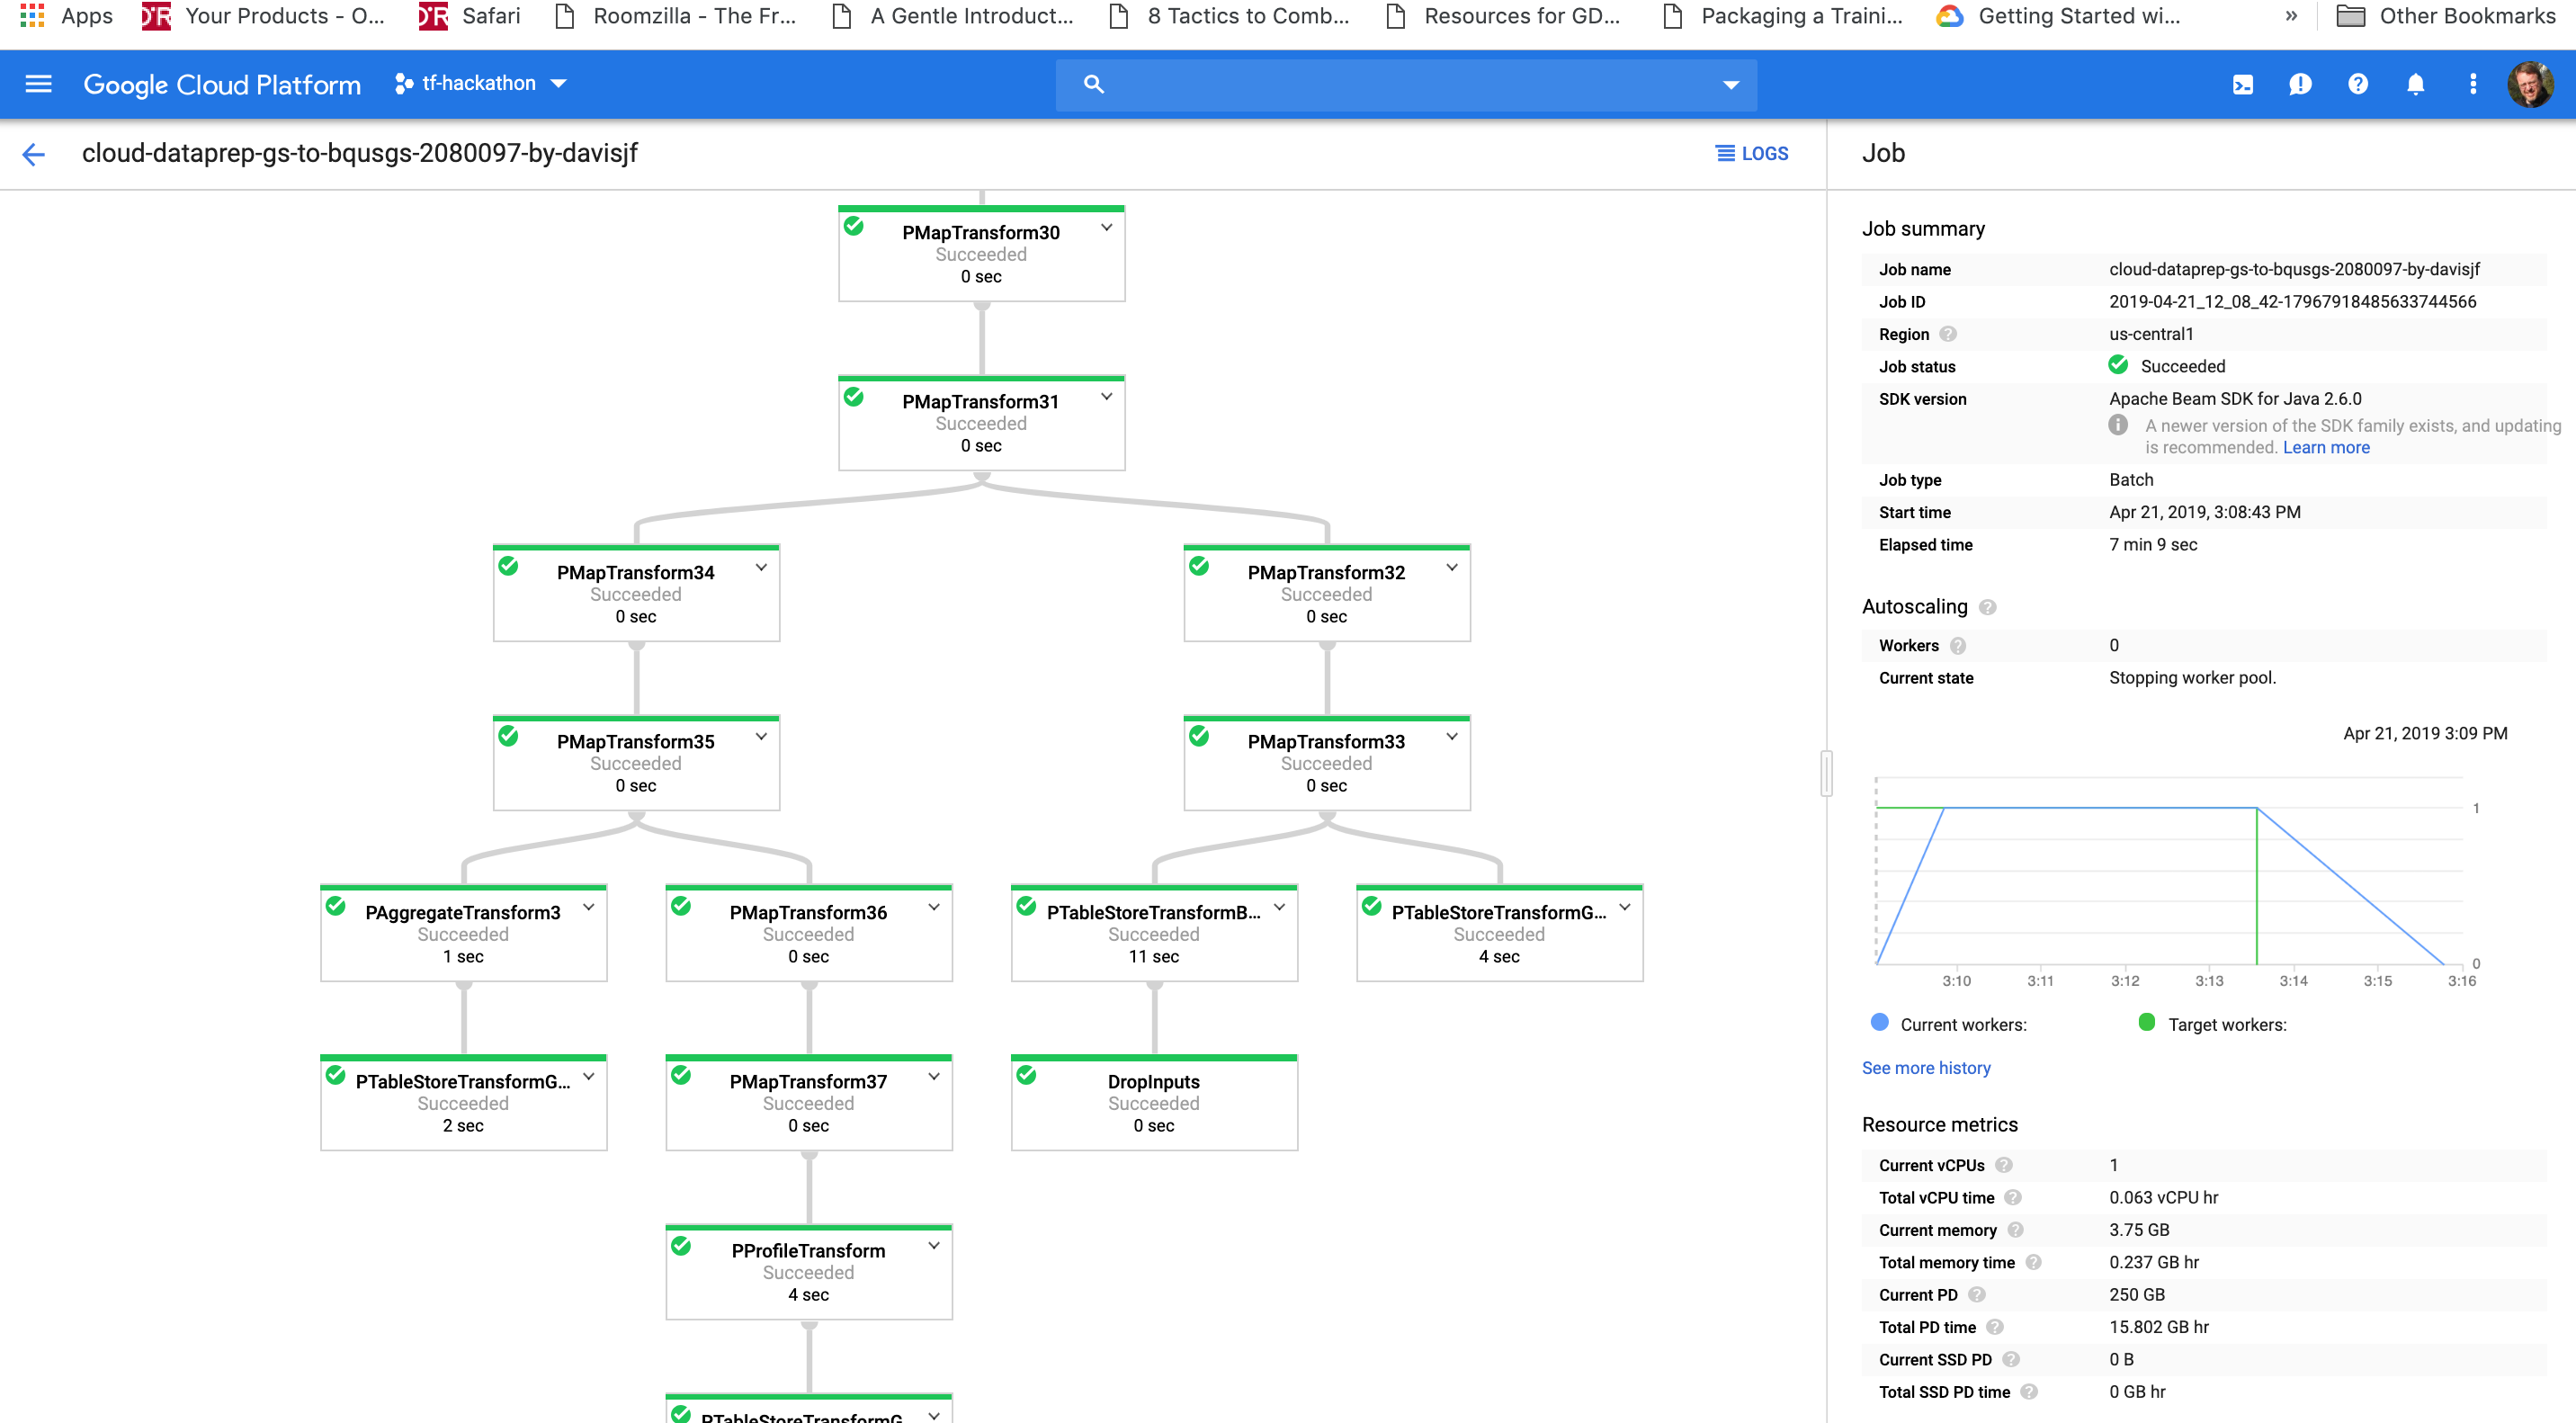 Apps Your Products - O... Safari Roomzilla - The Fr... A Gentle Introduct... 8 Tactics to Comb... Resources for GD... Packaging a Traini... Getting Started wi... » Other Bookmarks
Google Cloud Platform tf-hackathon
cloud-dataprep-gs-to-bqusgs-2080097-by-davisjf LOGS
PMapTransform30
Succeeded
0 sec
PMapTransform31
Succeeded
0 sec
PMapTransform34
Succeeded
0 sec
PMapTransform32
Succeeded
0 sec
PMapTransform35
Succeeded
0 sec
PMapTransform33
Succeeded
0 sec
PAggregateTransform3
Succeeded
1 sec
PMapTransform36
Succeeded
0 sec
PTableStoreTransformB...
Succeeded
11 sec
PTableStoreTransformG...
Succeeded
4 sec
PTableStoreTransformG...
Succeeded
2 sec
PMapTransform37
Succeeded
0 sec
DropInputs
Succeeded
0 sec
PProfileTransform
Succeeded
4 sec
PTableStoreTransformG
Job
Job summary
Job name cloud-dataprep-gs-to-bqusgs-2080097-by-davisjf
Job ID 2019-04-21_12_08_42-17967918485633744566
Region us-central1
Job status Succeeded
SDK version Apache Beam SDK for Java 2.6.0
A newer version of the SDK family exists, and updating
is recommended. Learn more
Job type Batch
Start time Apr 21, 2019, 3:08:43 PM
Elapsed time 7 min 9 sec
Autoscaling
Workers 0
Current state Stopping worker pool.
Apr 21, 2019 3:09 PM
1
0
3:10 3:11 3:12 3:13 3:14 3:15 3:16
Current workers: Target workers:
See more history
Resource metrics
Current vCPUs 1
Total vCPU time 0.063 vCPU hr
Current memory 3.75 GB
Total memory time 0.237 GB hr
Current PD 250 GB
Total PD time 15.802 GB hr
Current SSD PD 0 B
Total SSD PD time 0 GB hr